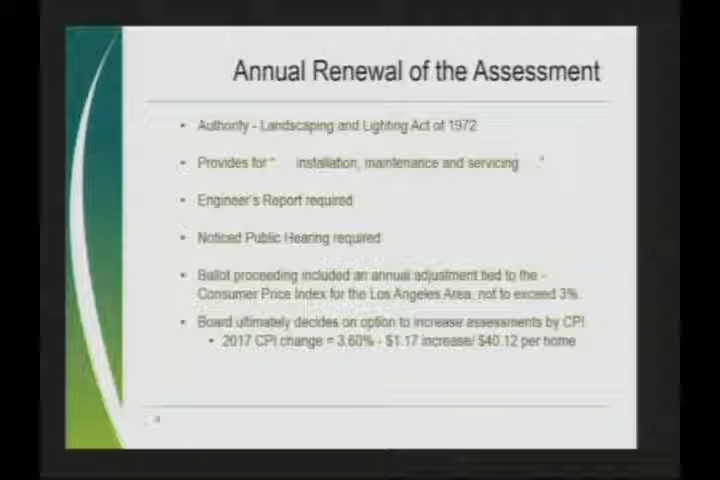 Annual Renewal of the Assessment
• Authority - Landscaping and Lighting Act of 1972
• Provides for " installation, maintenance and servicing "
• Engineer's Report required
• Noticed Public Hearing required
• Ballot proceeding included an annual adjustment tied to the -
Consumer Price Index for the Los Angeles Area, not to exceed 3%
• Board ultimately decides on option to increase assessments by CPI
• 2017 CPI change = 3.60% - $1.17 increase/ $40.12 per home